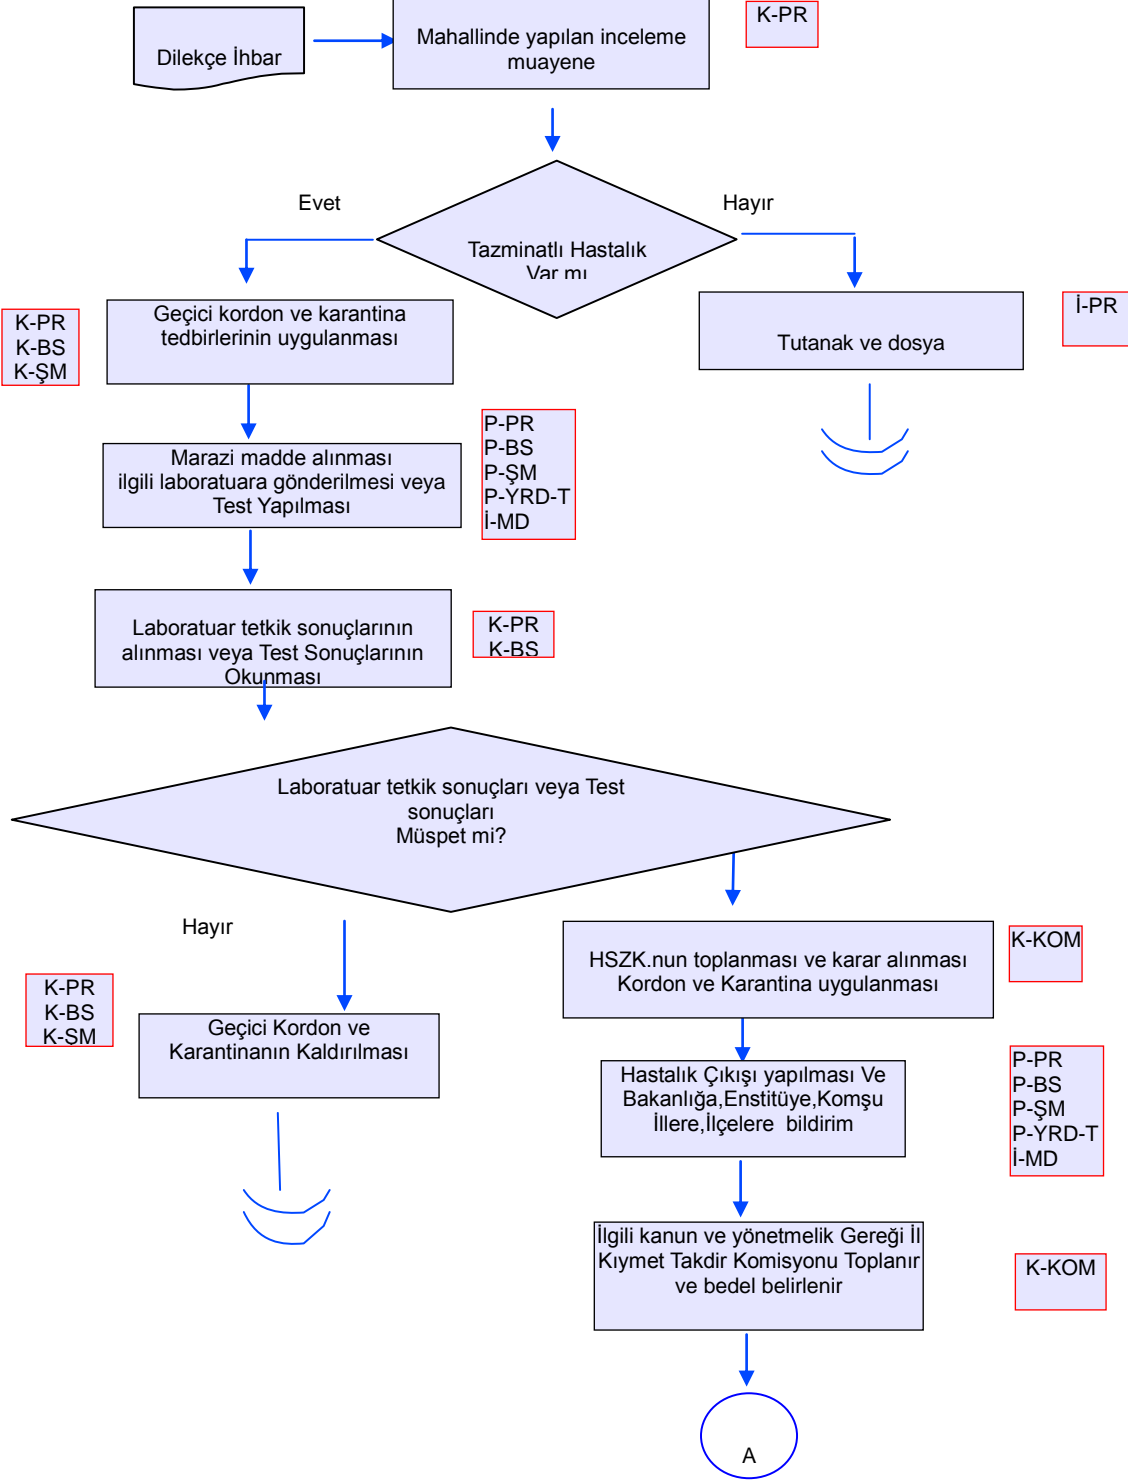 K-PR
Mahallinde yapılan inceleme
muayene
Dilekçe İhbar
Evet
Hayır
Tazminatlı Hastalık
Var mı
K-PR
K-BS
K-ŞM
Geçici kordon ve karantina
tedbirlerinin uygulanması
Tutanak ve dosya
İ-PR
Marazi madde alınması
ilgili laboratuara gönderilmesi veya
Test Yapılması
P-PR
P-BS
P-ŞM
P-YRD-T
İ-MD
Laboratuar tetkik sonuçlarının
alınması veya Test Sonuçlarının
Okunması
K-PR
K-BS
Laboratuar tetkik sonuçları veya Test
sonuçları
Müspet mi?
Hayır
K-PR
K-BS
K-ŞM
Geçici Kordon ve
Karantinanın Kaldırılması
HSZK.nun toplanması ve karar alınması
Kordon ve Karantina uygulanması
K-KOM
Hastalık Çıkışı yapılması Ve
Bakanlığa,Enstitüye,Komşu
İllere,İlçelere bildirim
P-PR
P-BS
P-ŞM
P-YRD-T
İ-MD
İlgili kanun ve yönetmelik Gereği İl
Kıymet Takdir Komisyonu Toplanır
ve bedel belirlenir
K-KOM
A